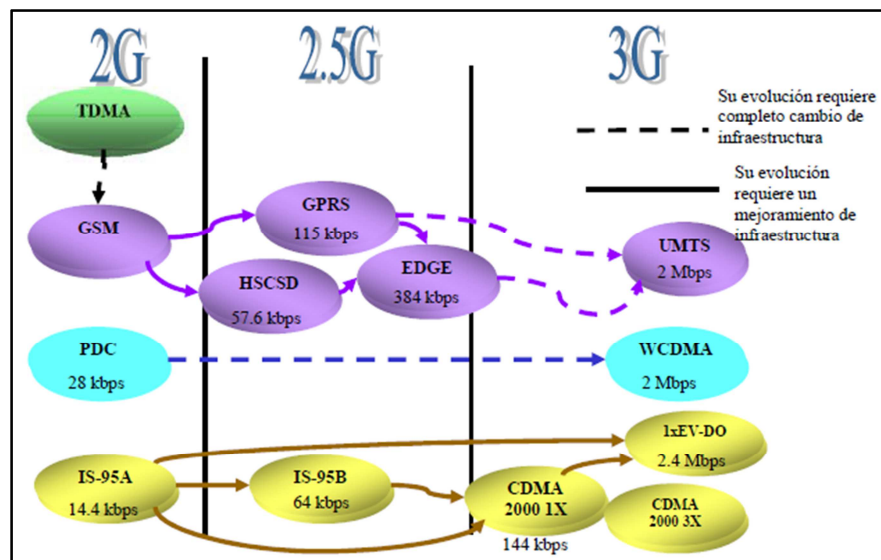 2G
2.5G
3G
TDMA
Su evolución requiere
completo cambio de
infraestructura
Su evolución
requiere un
mejoramiento de
infraestructura
GSM
GPRS
115 kbps
HSCSD
57.6 kbps
EDGE
384 kbps
UMTS
2 Mbps
PDC
28 kbps
WCDMA
2 Mbps
IS-95A
14.4 kbps
IS-95B
64 kbps
CDMA
2000 1X
144 kbps
1xEV-DO
2.4 Mbps
CDMA
2000 3X